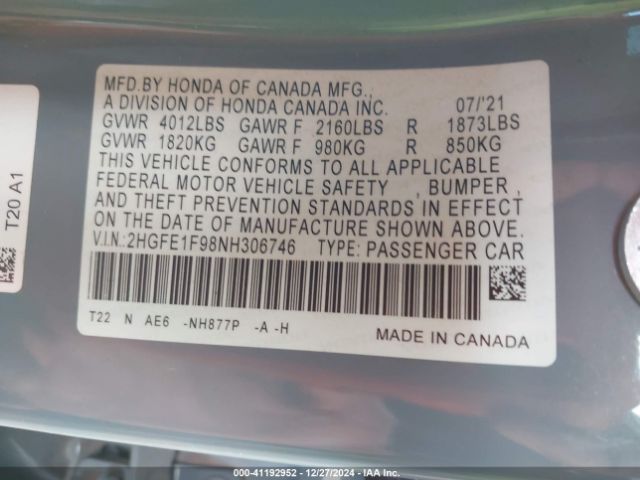 MFD.BY HONDA OF CANADA MFG.,
A DIVISION OF HONDA CANADA INC. 07/'21
GVWR 4012LBS GAWR F 2160LBS R 1873LBS
GVWR 1820KG GAWR F 980KG R 850KG
THIS VEHICLE CONFORMS TO ALL APPLICABLE
FEDERAL MOTOR VEHICLE SAFETY , BUMPER ,
AND THEFT PREVENTION STANDARDS IN EFFECT
ON THE DATE OF MANUFACTURE SHOWN ABOVE.
V.I.N.:2HGFE1F98NH306746 TYPE:PASSENGER CAR
T22 N AE6 -NH877P -A -H
MADE IN CANADA
T20 A1
000-41192952 - 12/27/2024 - IAA Inc.